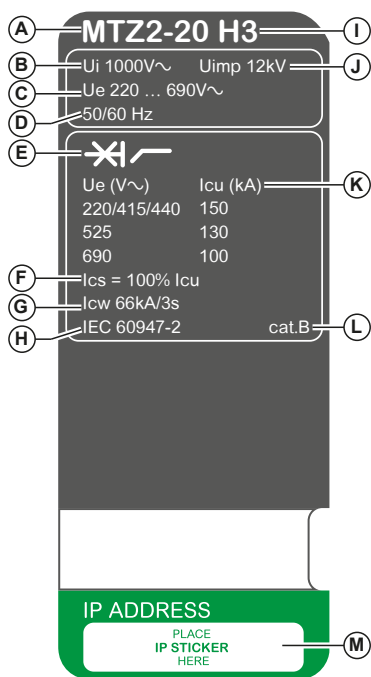 A MTZ2-20 H3 I
B Ui 1000V∿ Uimp 12kV J
C Ue 220 ... 690V∿
D 50/60 Hz
E
Ue (V∿) Icu (kA) K
220/415/440 150
525 130
690 100
F Ics = 100% Icu
G Icw 66kA/3s
H IEC 60947-2 cat.B L
IP ADDRESS
PLACE
IP STICKER M
HERE